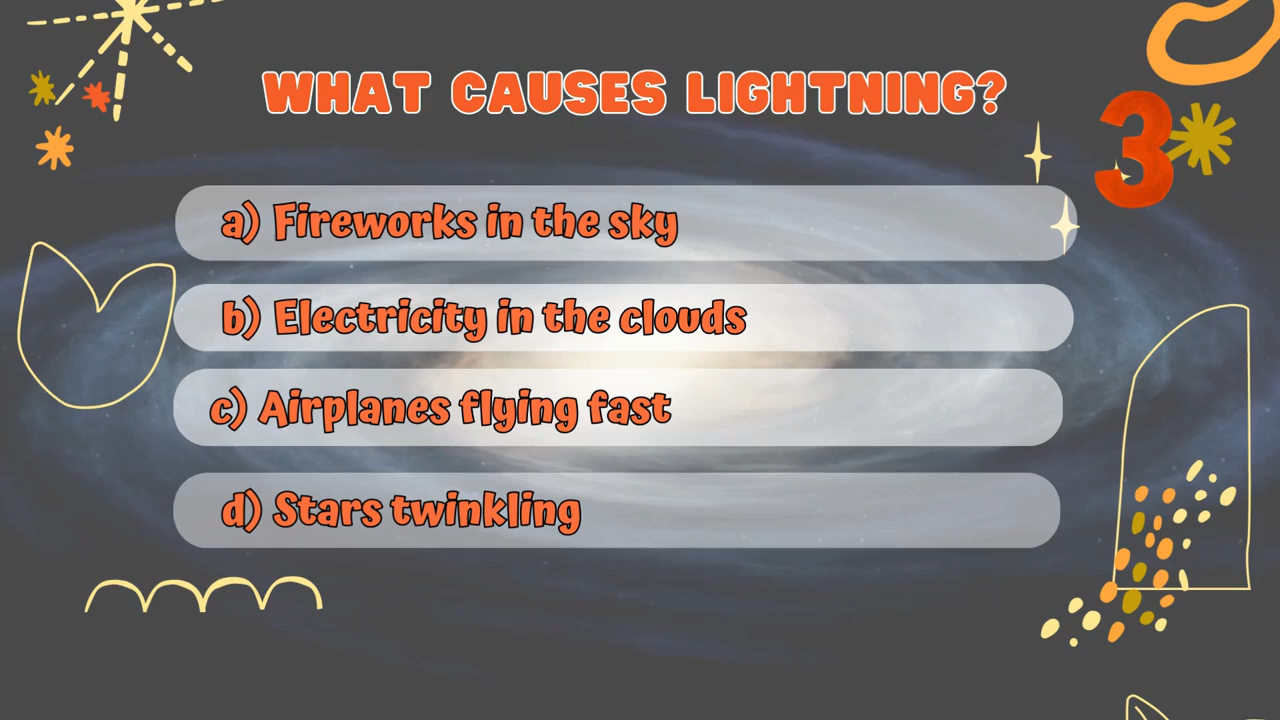 WHAT CAUSES LIGHTNING?
3
a) Fireworks in the sky
b) Electricity in the clouds
c) Airplanes flying fast
d) Stars twinkling